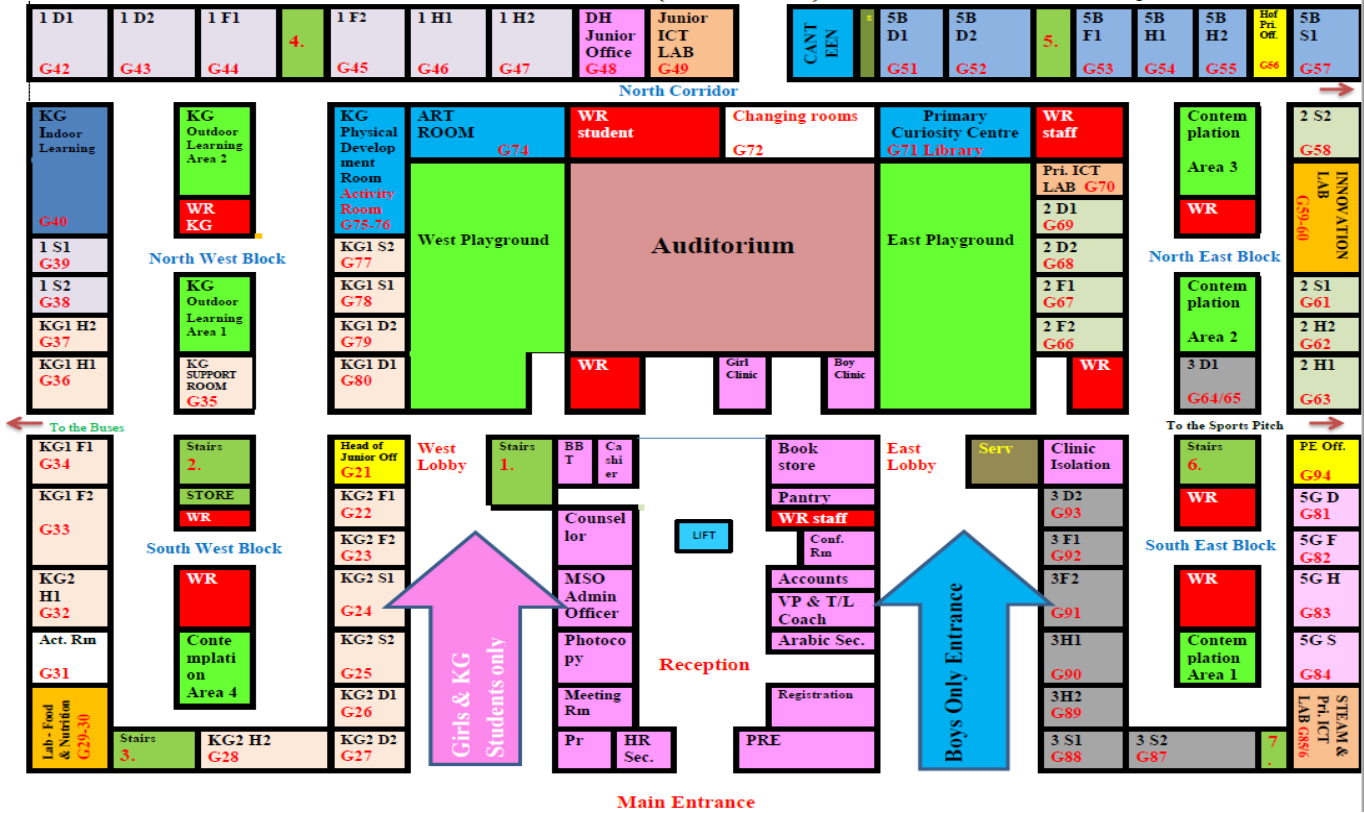 1 D1
G42
1 D2
G43
1 F1
G44
4.
1 F2
G45
1 H1
G46
1 H2
G47
DH
Junior
Office
G48
Junior
ICT
LAB
G49
CANT
EEN
s
5B
D1
G51
5B
D2
G52
5.
5B
F1
G53
5B
H1
G54
5B
H2
G55
Hof
Pri.
Off.
G56
5B
S1
G57
North Corridor
KG
Indoor
Learning
G40
KG
Outdoor
Learning
Area 2
WR
KG
KG
Physical
Develop
ment
Room
Activity
Room
G75-76
ART
ROOM
G74
WR
student
Changing rooms
G72
Primary
Curiosity Centre
G71 Library
WR
staff
Contem
plation
Area 3
WR
2 S2
G58
Pri. ICT
LAB G70
INNOVATION
LAB
G59-60
1 S1
G39
North West Block
KG1 S2
G77
West Playground
Auditorium
East Playground
2 D1
G69
2 D2
G68
North East Block
1 S2
G38
KG
Outdoor
Learning
Area 1
KG1 S1
G78
2 F1
G67
Contem
plation
Area 2
2 S1
G61
KG1 H2
G37
KG1 D2
G79
2 F2
G66
2 H2
G62
KG1 H1
G36
KG
SUPPORT
ROOM
G35
KG1 D1
G80
WR
Girl
Clinic
Boy
Clinic
WR
3 D1
G64/65
2 H1
G63
To the Buses
To the Sports Pitch
KG1 F1
G34
Stairs
2.
STORE
WR
Head of
Junior Off
G21
West
Lobby
Stairs
1.
BB
T
Ca
shi
er
Book
store
East
Lobby
Serv
Clinic
Isolation
Stairs
6.
PE Off.
G94
KG1 F2
G33
KG2 F1
G22
Pantry
3 D2
G93
WR
5G D
G81
Counsel
lor
WR staff
South West Block
KG2 F2
G23
LIFT
Conf.
Rm
3 F1
G92
South East Block
5G F
G82
KG2
H1
G32
WR
KG2 S1
G24
MSO
Admin
Officer
Accounts
VP & T/L
Coach
3F2
G91
WR
5G H
G83
Act. Rm
G31
Conte
mplati
on
Area 4
KG2 S2
G25
Girls & KG
Students only
Photoco
py
Reception
Arabic Sec.
Boys Only Entrance
3H1
G90
Contem
plation
Area 1
5G S
G84
Lab - Food
& Nutrition
G29-30
KG2 D1
G26
Meeting
Rm
Registration
3H2
G89
STEAM &
Pri. ICT
LAB G85/6
Stairs
3.
KG2 H2
G28
KG2 D2
G27
Pr
HR
Sec.
PRE
3 S1
G88
3 S2
G87
7
.
Main Entrance